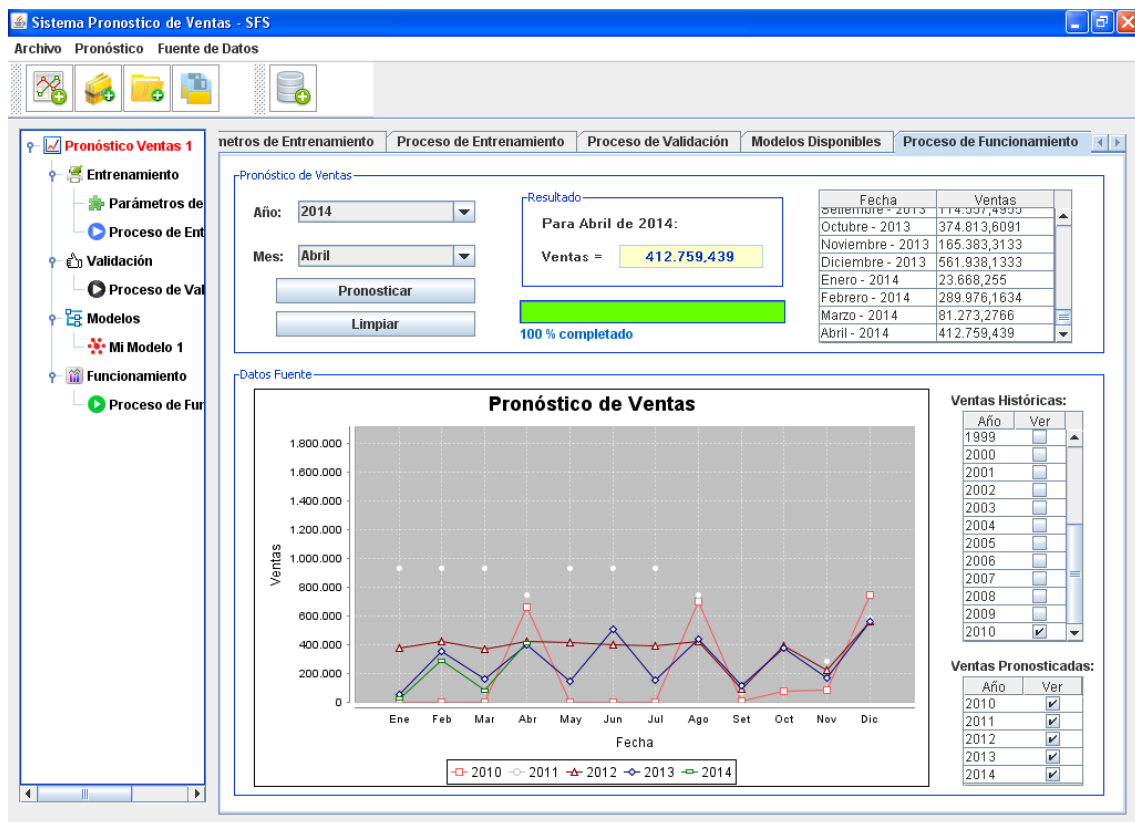 Sistema Pronostico de Ventas - SFS
Archivo Pronóstico Fuente de Datos
Pronóstico Ventas 1
Entrenamiento
Parámetros de
Proceso de Ent
Validación
Proceso de Val
Modelos
Mi Modelo 1
Funcionamiento
Proceso de Fur
netros de Entrenamiento Proceso de Entrenamiento Proceso de Validación Modelos Disponibles Proceso de Funcionamiento
Pronóstico de Ventas
Año: 2014
Mes: Abril
Pronosticar
Limpiar
Resultado
Para Abril de 2014:
Ventas = 412.759,439
100 % completado
Fecha Ventas
Setiembre - 2013 114.557,4955
Octubre - 2013 374.813,6091
Noviembre - 2013 165.383,3133
Diciembre - 2013 561.938,1333
Enero - 2014 23.668,255
Febrero - 2014 289.976,1634
Marzo - 2014 81.273,2766
Abril - 2014 412.759,439
Datos Fuente
Pronóstico de Ventas
Ventas
1.800.000
1.600.000
1.400.000
1.200.000
1.000.000
800.000
600.000
400.000
200.000
0
Ene Feb Mar Abr May Jun Jul Ago Set Oct Nov Dic
Fecha
2010 2011 2012 2013 2014
Ventas Históricas:
Año Ver
1999
2000
2001
2002
2003
2004
2005
2006
2007
2008
2009
2010
Ventas Pronosticadas:
Año Ver
2010
2011
2012
2013
2014